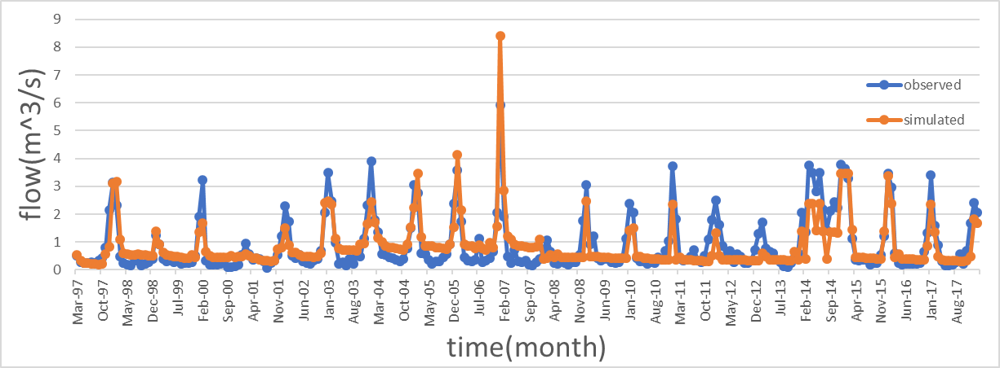 9
8
7
6
5
4
3
2
1
0
flow(m^3/s)
observed
simulated
Mar-97
Oct-97
May-98
Dec-98
Jul-99
Feb-00
Sep-00
Apr-01
Nov-01
Jun-02
Jan-03
Aug-03
Mar-04
Oct-04
May-05
Dec-05
Jul-06
Feb-07
Sep-07
Apr-08
Nov-08
Jun-09
Jan-10
Aug-10
Mar-11
Oct-11
May-12
Dec-12
Jul-13
Feb-14
Sep-14
Apr-15
Nov-15
Jun-16
Jan-17
Aug-17
time(month)